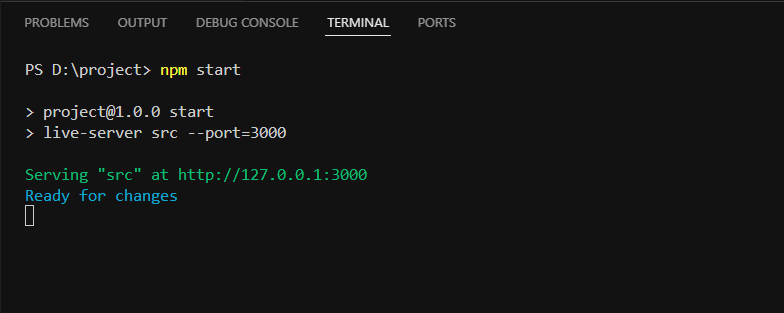 PROBLEMS OUTPUT DEBUG CONSOLE TERMINAL PORTS
PS D:\project> npm start
> project@1.0.0 start
> live-server src --port=3000
Serving "src" at http://127.0.0.1:3000
Ready for changes